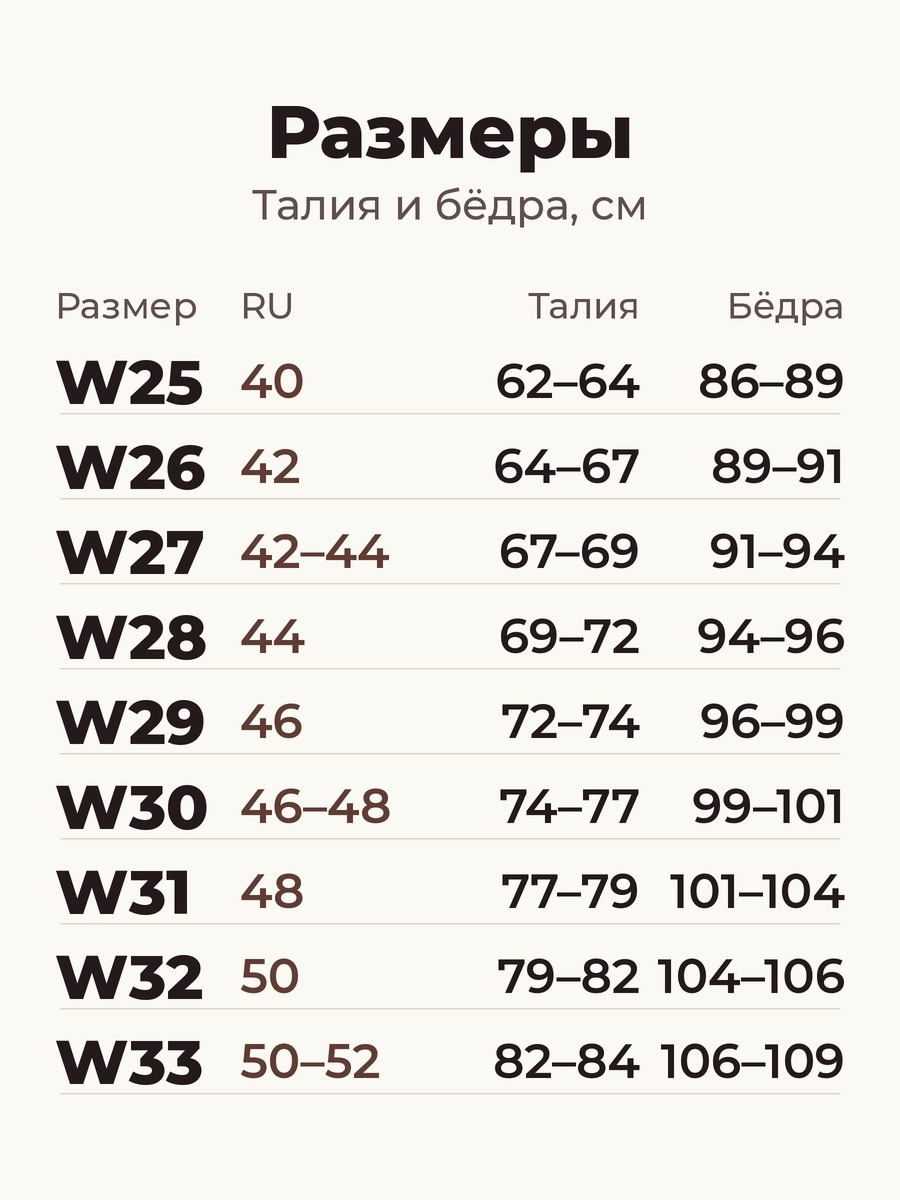 Размеры
Талия и бёдра, см
Размер RU Талия Бёдра
W25 40 62–64 86–89
W26 42 64–67 89–91
W27 42–44 67–69 91–94
W28 44 69–72 94–96
W29 46 72–74 96–99
W30 46–48 74–77 99–101
W31 48 77–79 101–104
W32 50 79–82 104–106
W33 50–52 82–84 106–109